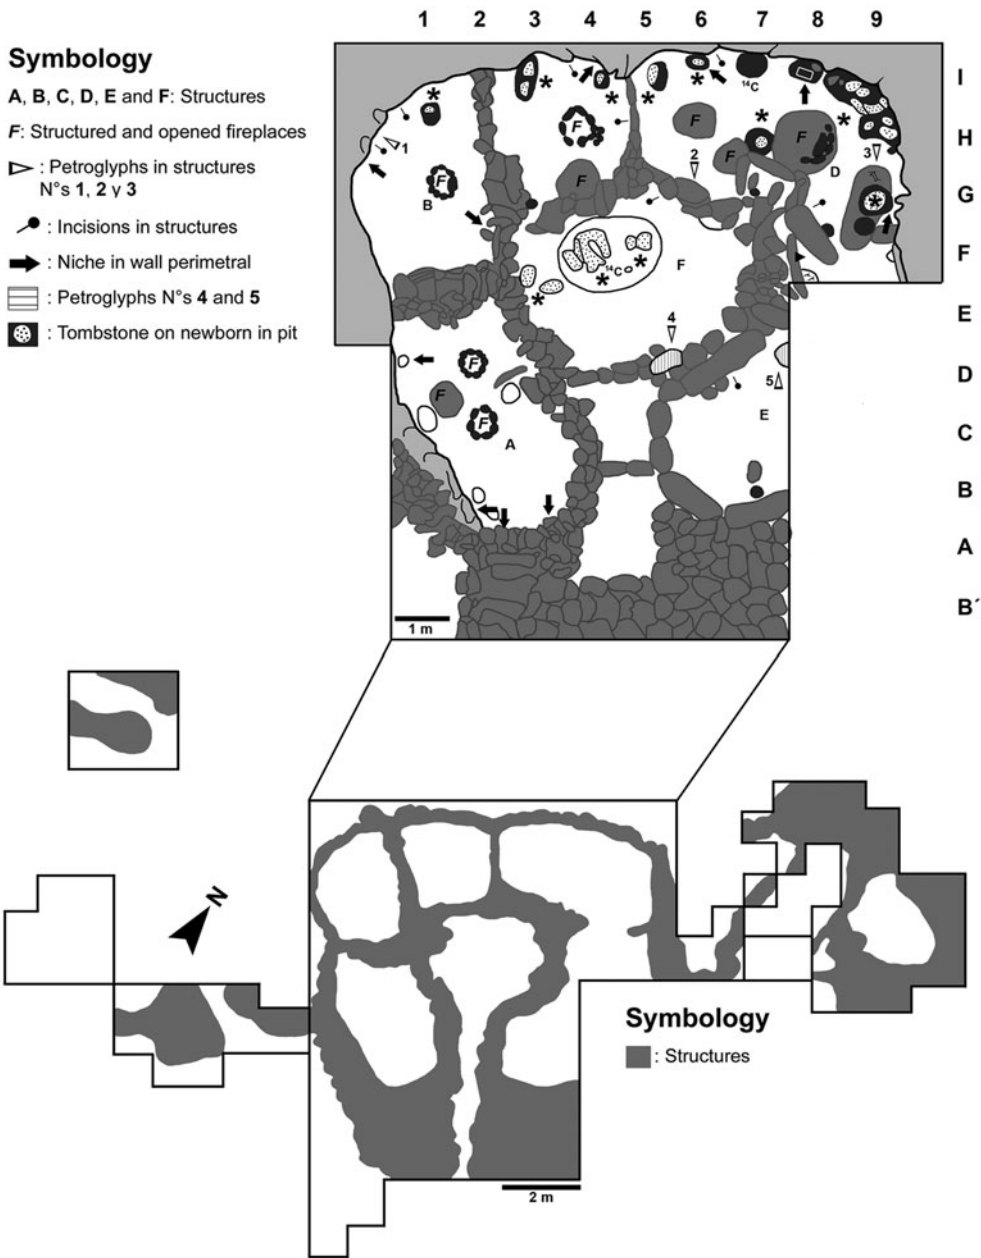 1 2 3 4 5 6 7 8 9
Symbology
A, B, C, D, E and F: Structures
F: Structured and opened fireplaces
: Petroglyphs in structures
N°s 1, 2 y 3
: Incisions in structures
: Niche in wall perimetral
: Petroglyphs N°s 4 and 5
: Tombstone on newborn in pit
I
H
G
F
E
D
C
B
A
B´
* * * * * 14C
* F F * F *
1 2 F D 3
F B F *
F
14C
* * *
4
F
5
F E
F A
1 m
N
Symbology
: Structures
2 m